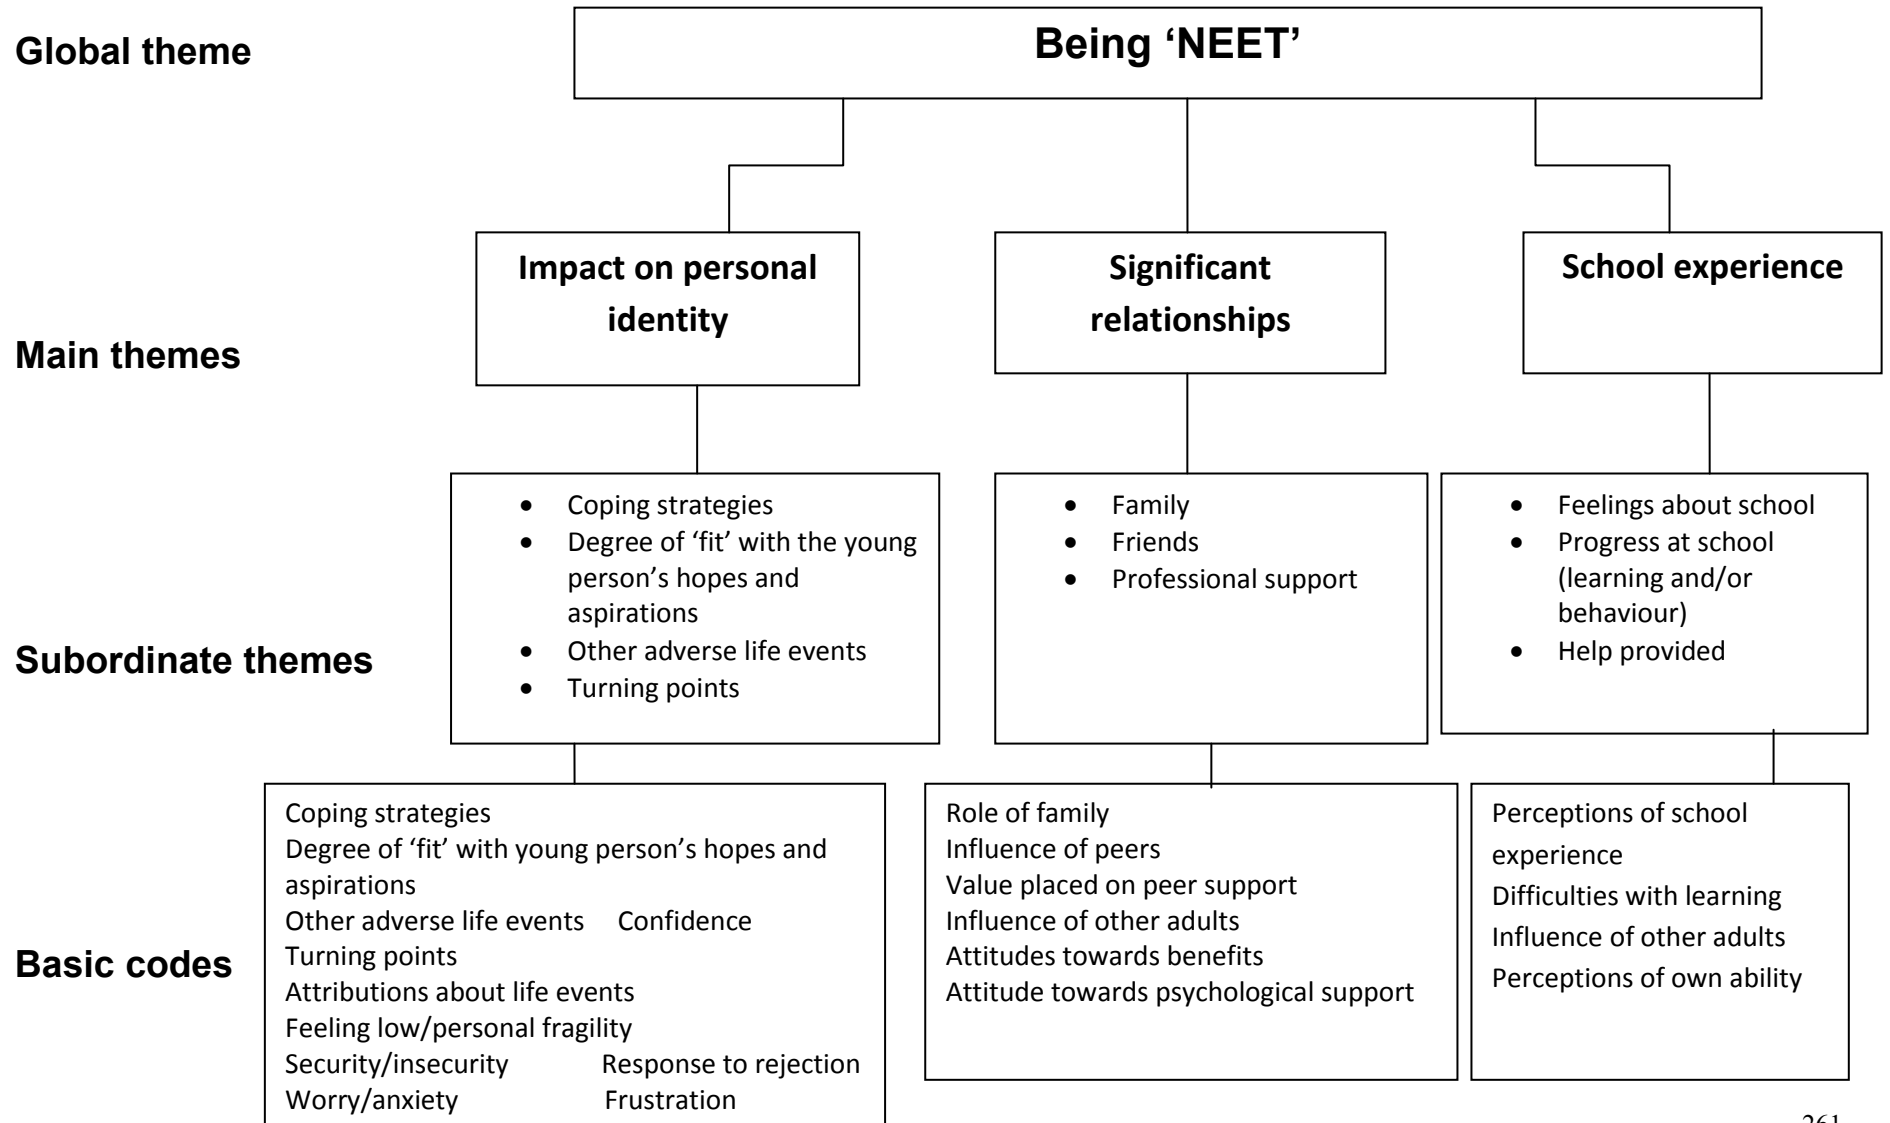 Global theme
Being ‘NEET’
Main themes
Impact on personal
identity
Significant
relationships
School experience
Subordinate themes
• Coping strategies
• Degree of ‘fit’ with the young
person’s hopes and
aspirations
• Other adverse life events
• Turning points
• Family
• Friends
• Professional support
• Feelings about school
• Progress at school
(learning and/or
behaviour)
• Help provided
Basic codes
Coping strategies
Degree of ‘fit’ with young person’s hopes and
aspirations
Other adverse life events Confidence
Turning points
Attributions about life events
Feeling low/personal fragility
Security/insecurity Response to rejection
Worry/anxiety Frustration
Role of family
Influence of peers
Value placed on peer support
Influence of other adults
Attitudes towards benefits
Attitude towards psychological support
Perceptions of school
experience
Difficulties with learning
Influence of other adults
Perceptions of own ability
261